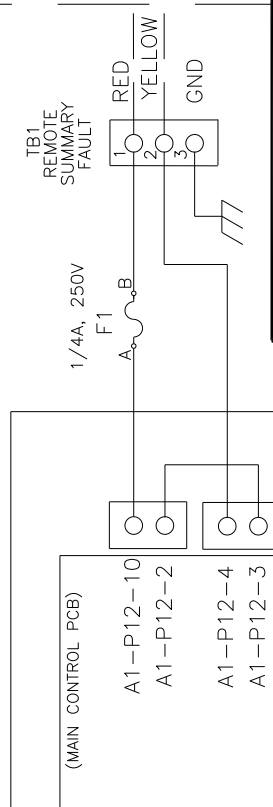 TB1
REMOTE
SUMMARY
FAULT
RED
YELLOW
GND
1
2
3
1/4A, 250V
F1
A
B
(MAIN CONTROL PCB)
A1-P12-10
A1-P12-2
A1-P12-4
A1-P12-3